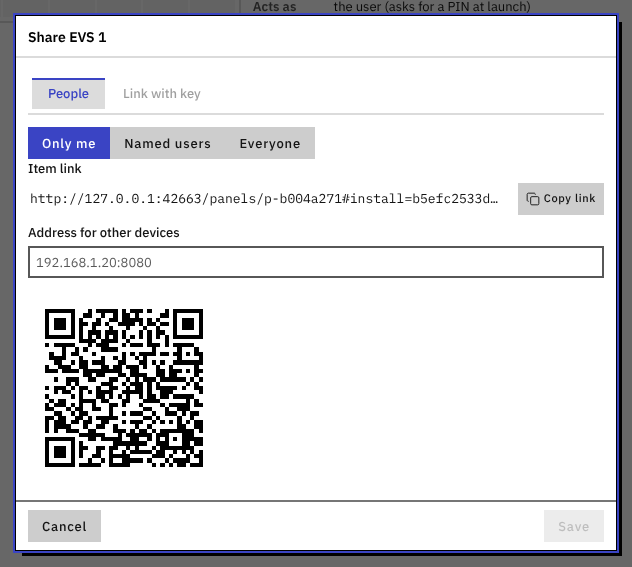 Acts as the user (asks for a PIN at launch)
Share EVS 1
People Link with key
Only me Named users Everyone
Item link
http://127.0.0.1:42663/panels/p-b004a271#install=b5efc2533d… Copy link
Address for other devices
192.168.1.20:8080
Cancel Save